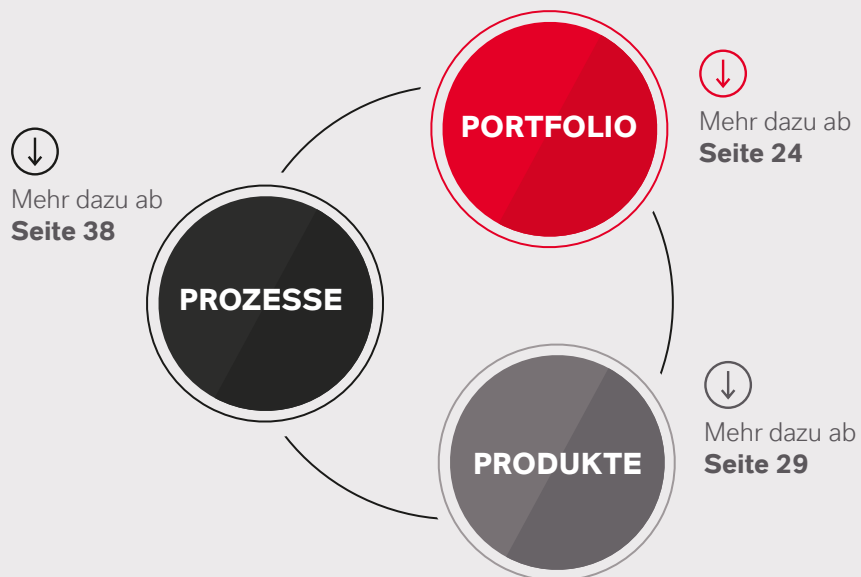 PORTFOLIO
Mehr dazu ab
Seite 24
Mehr dazu ab
Seite 38
PROZESSE
PRODUKTE
Mehr dazu ab
Seite 29